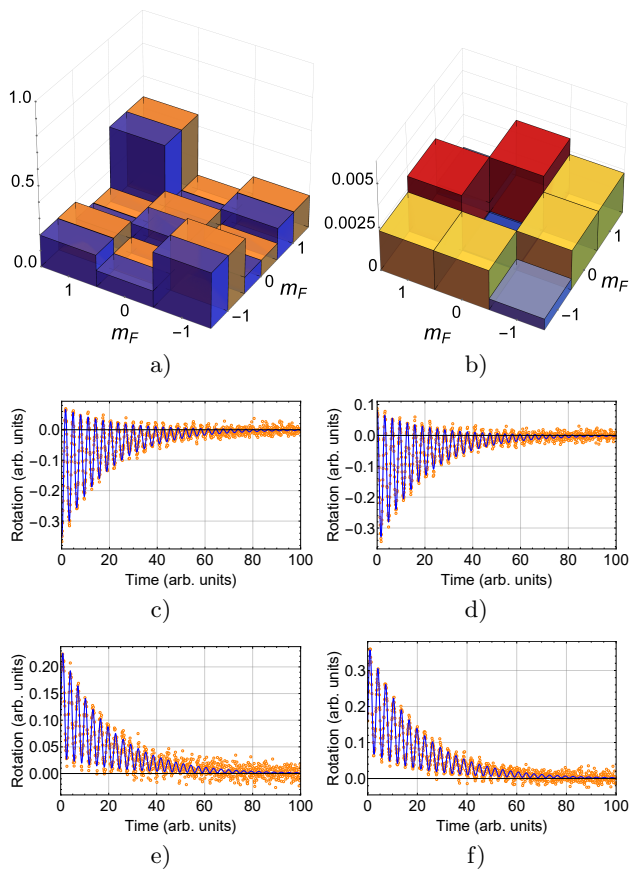 1.0
0.5
0.0
1
0
−1
m_F
−1
0
1
m_F
a)
0.005
0.0025
0
1
0
−1
m_F
−1
0
1
m_F
b)
Rotation (arb. units)
0.0
−0.1
−0.2
−0.3
0 20 40 60 80 100
Time (arb. units)
c)
Rotation (arb. units)
0.1
0.0
−0.1
−0.2
−0.3
0 20 40 60 80 100
Time (arb. units)
d)
Rotation (arb. units)
0.20
0.15
0.10
0.05
0.00
0 20 40 60 80 100
Time (arb. units)
e)
Rotation (arb. units)
0.3
0.2
0.1
0.0
0 20 40 60 80 100
Time (arb. units)
f)